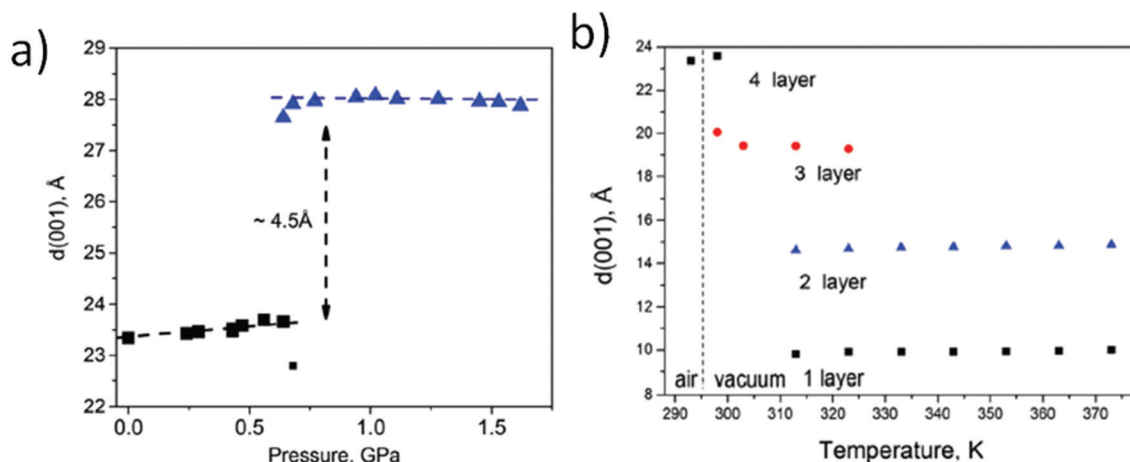 a)
29
28
27
26
25
24
23
22
d(001), Å
~ 4.5Å
0.0 0.5 1.0 1.5
Pressure, GPa
b)
24
22
20
18
16
14
12
10
8
d(001), Å
4 layer
3 layer
2 layer
air vacuum 1 layer
290 300 310 320 330 340 350 360 370
Temperature, K